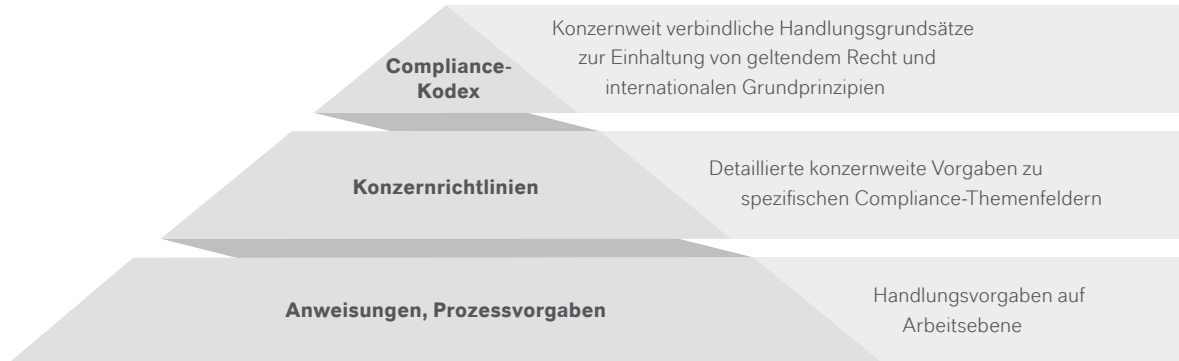 Compliance-
Kodex
Konzernweit verbindliche Handlungsgrundsätze
zur Einhaltung von geltendem Recht und
internationalen Grundprinzipien
Konzernrichtlinien
Detaillierte konzernweite Vorgaben zu
spezifischen Compliance-Themenfeldern
Anweisungen, Prozessvorgaben
Handlungsvorgaben auf
Arbeitsebene